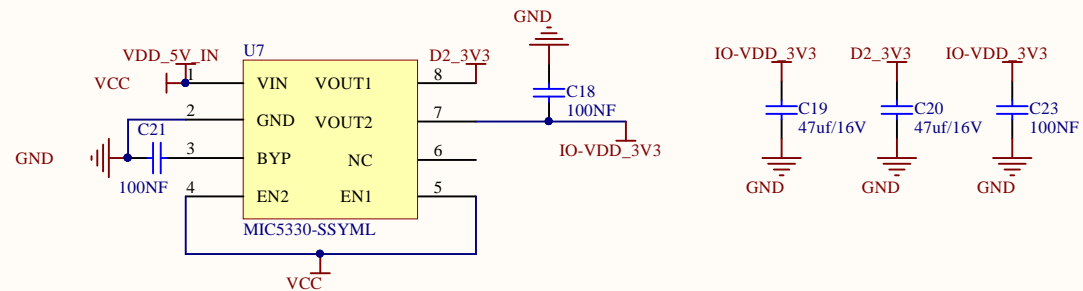 GND
U7
VDD_5V_IN
D2_3V3
IO-VDD_3V3
D2_3V3
IO-VDD_3V3
VCC
1
VIN
VOUT1
8
C18
100NF
C19
47uf/16V
C20
47uf/16V
C23
100NF
2
GND
VOUT2
7
C21
IO-VDD_3V3
GND
3
BYP
NC
6
100NF
GND
GND
GND
4
EN2
EN1
5
MIC5330-SSYML
VCC